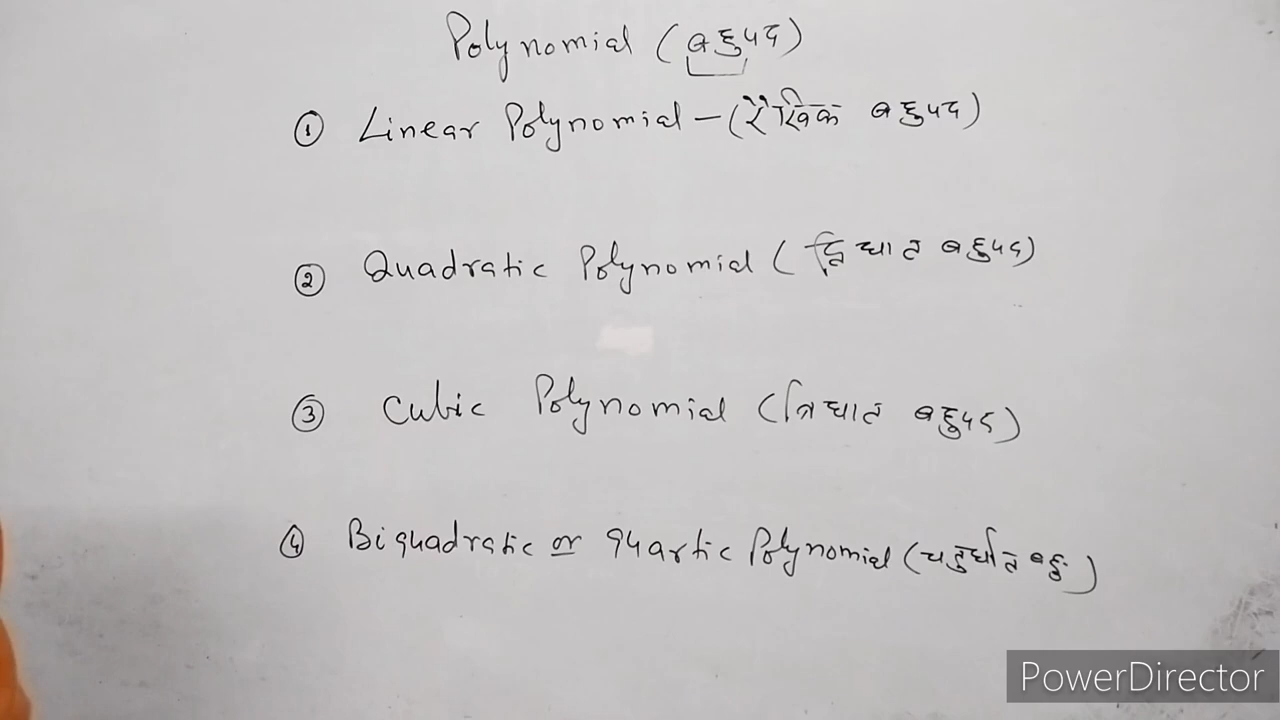 Polynomial (बहुपद)
① Linear Polynomial - (रैखिक बहुपद)
② Quadratic Polynomial (द्विघात बहुपद)
③ Cubic Polynomial (त्रिघात बहुपद)
④ Biquadratic or quartic Polynomial (चतुर्घात बहु)
PowerDirector